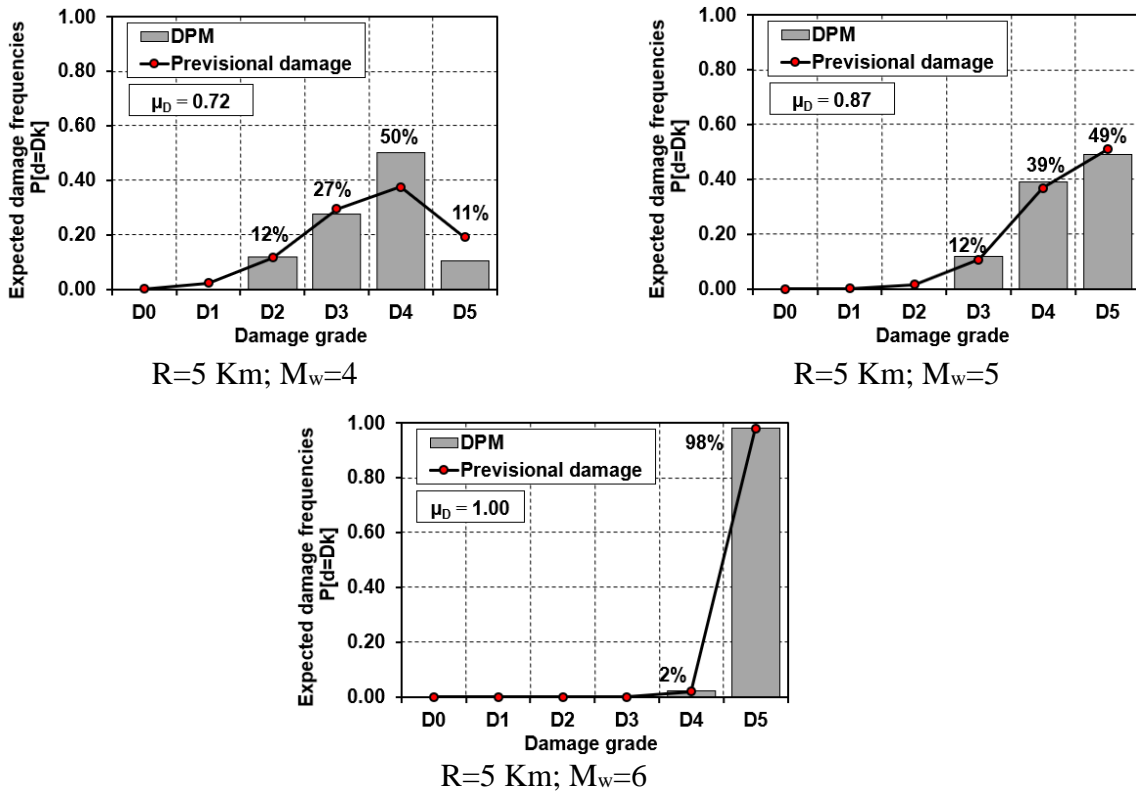 1.00
0.80
0.60
0.40
0.20
0.00
Expected damage frequencies
P[d=Dk]
DPM
Previsional damage
μD = 0.72
12%
27%
50%
11%
D0 D1 D2 D3 D4 D5
Damage grade
R=5 Km; Mw=4
1.00
0.80
0.60
0.40
0.20
0.00
Expected damage frequencies
P[d=Dk]
DPM
Previsional damage
μD = 0.87
12%
39%
49%
D0 D1 D2 D3 D4 D5
Damage grade
R=5 Km; Mw=5
1.00
0.80
0.60
0.40
0.20
0.00
Expected damage frequencies
P[d=Dk]
DPM
Previsional damage
μD = 1.00
2%
98%
D0 D1 D2 D3 D4 D5
Damage grade
R=5 Km; Mw=6